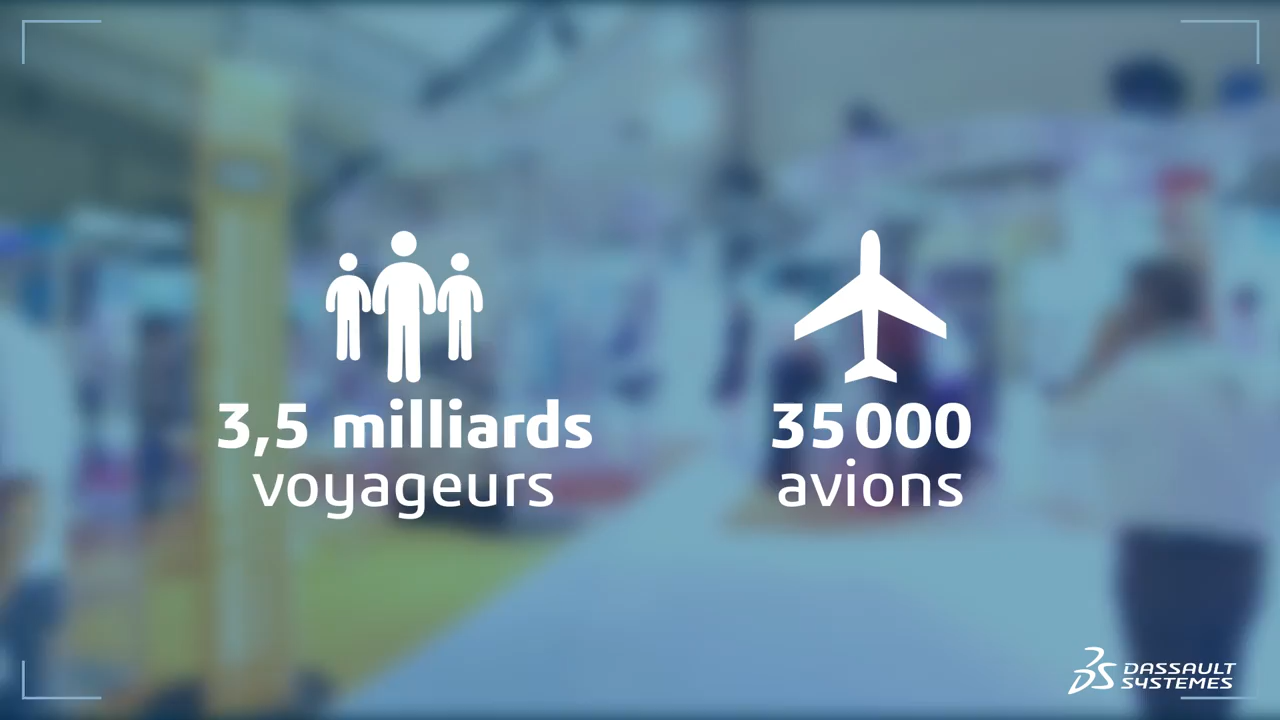 3,5 milliards
voyageurs
35 000
avions
DASSAULT
SYSTEMES